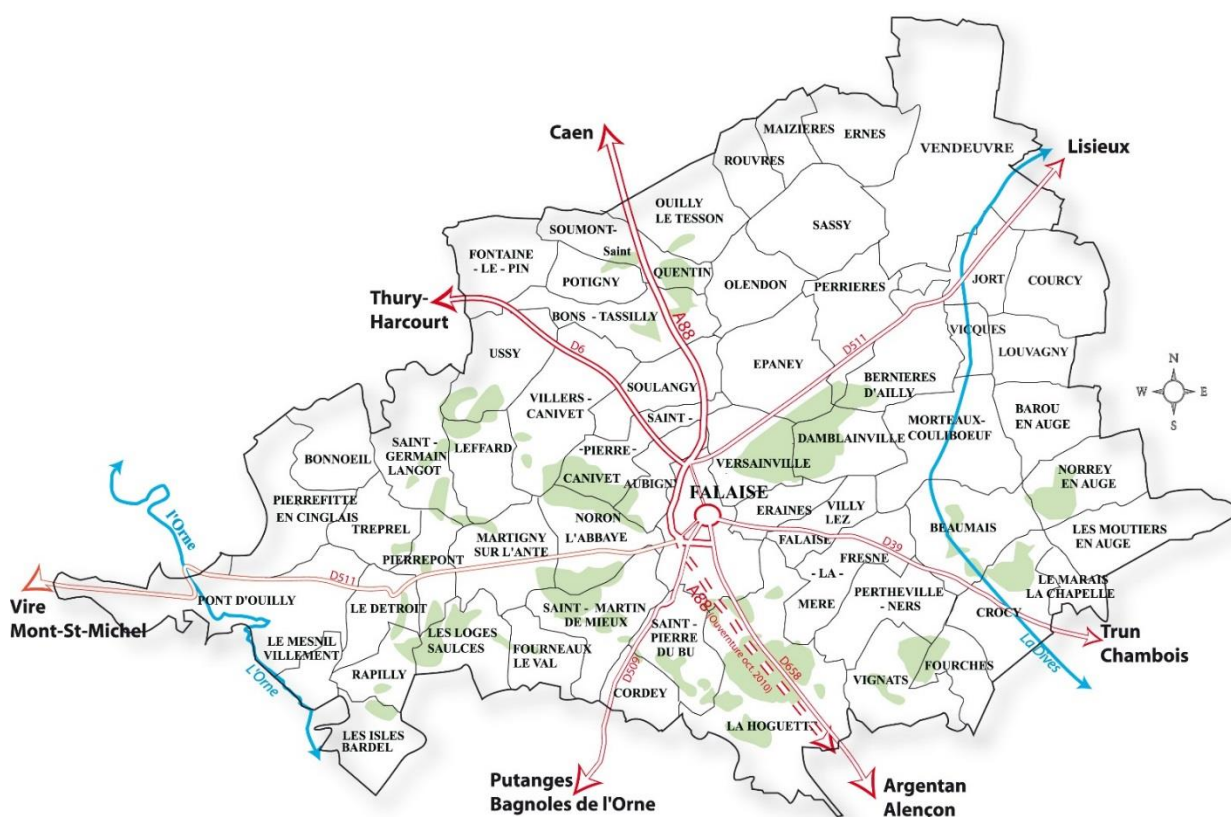 Caen
Lisieux
Thury-
Harcourt
Vire
Mont-St-Michel
Putanges
Bagnoles de l'Orne
Argentan
Alençon
Trun
Chambois
N
W
E
S
MAIZIERES
ERNES
VENDEUVRE
ROUVRES
OUILLY
LE TESSON
SASSY
SOUMONT-
Saint
QUENTIN
FONTAINE
- LE - PIN
POTIGNY
OLENDON
PERRIERES
JORT
COURCY
BONS - TASSILLY
A88
D6
D511
VICQUES
LOUVAGNY
USSY
EPANEY
SOULANGY
BERNIERES
D'AILLY
VILLERS -
CANIVET
SAINT -
-PIERRE-
CANIVET
AUBIGNY
MORTEAUX-
COULIBOEUF
BAROU
EN AUGE
DAMBLAINVILLE
VERSAINVILLE
SAINT -
GERMAIN
LANGOT
LEFFARD
BONNOEIL
NORREY
EN AUGE
PIERREFITTE
EN CINGLAIS
TREPREL
FALAISE
ERAINES
VILLY
LEZ
FALAISE
NORON
L'ABBAYE
MARTIGNY
SUR L'ANTE
PIERREPONT
BEAUMAIS
LES MOUTIERS
EN AUGE
D39
FRESNE
- LA -
MERE
l'Orne
D511
PONT D'OUILLY
LE DETROIT
PERTHEVILLE
- NERS
LE MARAIS
LA CHAPELLE
CROCY
La Dives
SAINT - MARTIN
DE MIEUX
A88 (Ouvernture oct. 2010)
SAINT -
PIERRE
DU BU
LES LOGES
SAULCES
FOURNEAUX
LE VAL
LE MESNIL
VILLEMENT
L'Orne
RAPILLY
D509
D658
CORDEY
VIGNATS
FOURCHES
LA HOGUETT
LES ISLES
BARDEL